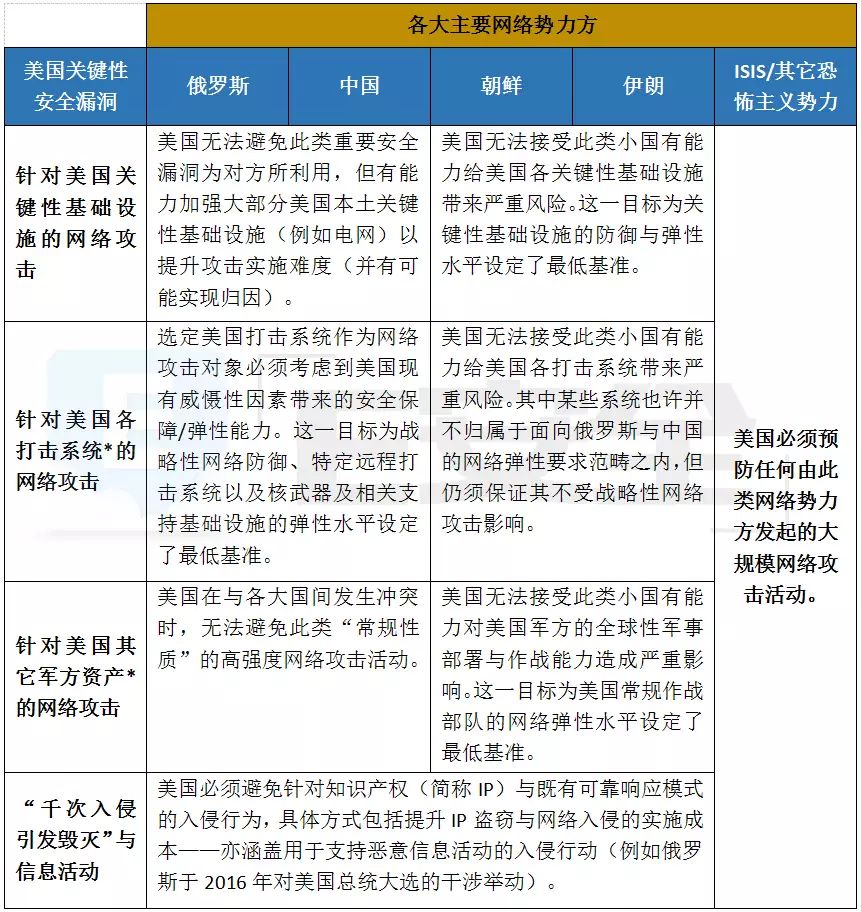 各大主要网络势力方
美国关键性
安全漏洞
俄罗斯
中国
朝鲜
伊朗
ISIS/其它恐
怖主义势力
针对美国关
键性基础设
施的网络攻
击
美国无法避免此类重要安全
漏洞为对方所利用，但有能
力加强大部分美国本土关键
性基础设施（例如电网）以
提升攻击实施难度（并有可
能实现归因）。
美国无法接受此类小国有能
力给美国各关键性基础设施
带来严重风险。这一目标为关
键性基础设施的防御与弹性
水平设定了最低基准。
针对美国各
打击系统*的
网络攻击
选定美国打击系统作为网络
攻击对象必须考虑到美国现
有威慑性因素带来的安全保
障/弹性能力。这一目标为战
略性网络防御、特定远程打
击系统以及核武器及相关支
持基础设施的弹性水平设定
了最低基准。
美国无法接受此类小国有能
力给美国各打击系统带来严
重风险。其中某些系统也许并
不归属于面向俄罗斯与中国
的网络弹性要求范畴之内，但
仍须保证其不受战略性网络
攻击影响。
美国必须预
防任何由此
类网络势力
方发起的大
规模网络攻
击活动。
针对美国其
它军方资产*
的网络攻击
美国在与各大国间发生冲突
时，无法避免此类“常规性
质”的高强度网络攻击活动。
美国无法接受此类小国有能
力对美国军方的全球性军事
部署与作战能力造成严重影
响。这一目标为美国常规作战
部队的网络弹性水平设定了
最低基准。
“千次入侵
引发毁灭”与
信息活动
美国必须避免针对知识产权（简称 IP）与既有可靠响应模式
的入侵行为，具体方式包括提升 IP 盗窃与网络入侵的实施成
本——亦涵盖用于支持恶意信息活动的入侵行动（例如俄罗
斯于 2016 年对美国总统大选的干涉举动）。